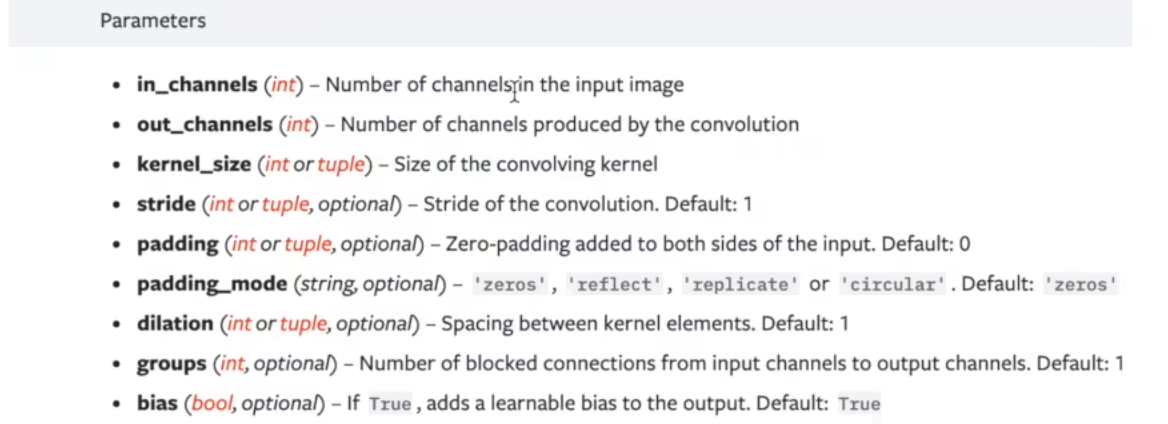 Parameters
• in_channels (int) – Number of channels in the input image
• out_channels (int) – Number of channels produced by the convolution
• kernel_size (int or tuple) – Size of the convolving kernel
• stride (int or tuple, optional) – Stride of the convolution. Default: 1
• padding (int or tuple, optional) – Zero-padding added to both sides of the input. Default: 0
• padding_mode (string, optional) – 'zeros', 'reflect', 'replicate' or 'circular'. Default: 'zeros'
• dilation (int or tuple, optional) – Spacing between kernel elements. Default: 1
• groups (int, optional) – Number of blocked connections from input channels to output channels. Default: 1
• bias (bool, optional) – If True, adds a learnable bias to the output. Default: True